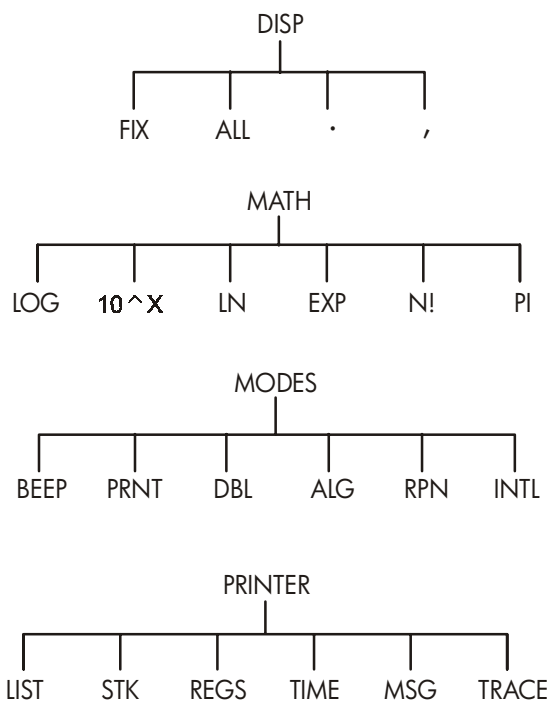 DISP
FIX ALL . ,
MATH
LOG 10^X LN EXP N! PI
MODES
BEEP PRNT DBL ALG RPN INTL
PRINTER
LIST STK REGS TIME MSG TRACE